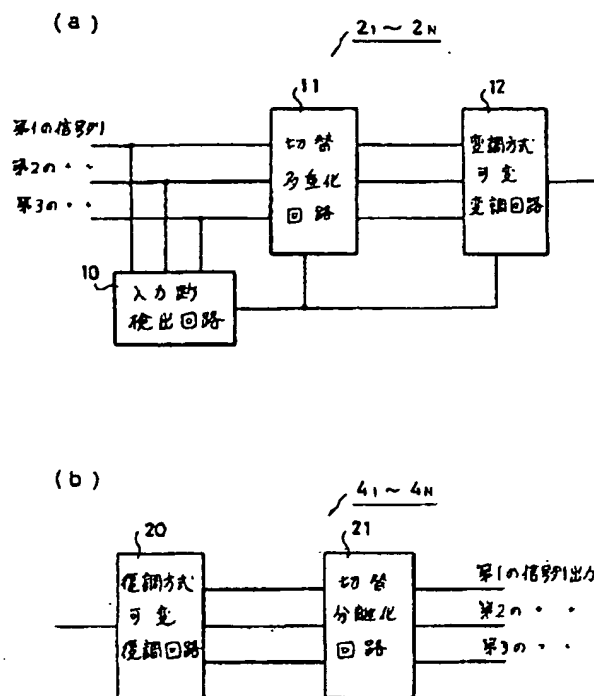 (a)
2₁～2ɴ
11
12
第1の信号列
第2の 〃 〃
第3の 〃 〃
切替
多重化
回路
変調方式
可変
変調回路
10
入力断
検出回路
(b)
4₁～4ɴ
20
21
復調方式
可変
復調回路
切替
分離化
回路
第1の信号列出力
第2の 〃 〃
第3の 〃 〃